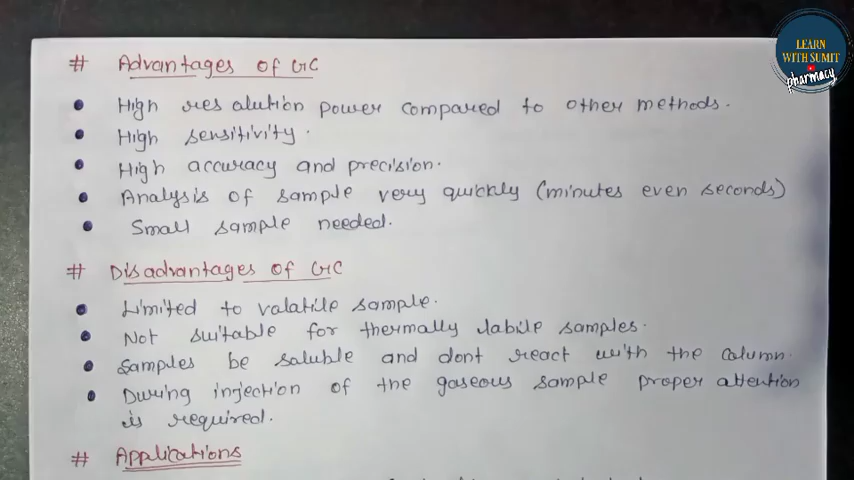 LEARN
WITH SUMIT
pharmacy
# Advantages of GC
• High resolution power compared to other methods.
• High sensitivity.
• High accuracy and precision.
• Analysis of sample very quickly (minutes even seconds)
• Small sample needed.
# Disadvantages of GC
• Limited to valatile sample.
• Not suitable for thermally labile samples.
• Samples be soluble and dont react with the column.
• During injection of the gaseous sample proper attention
is required.
# Applications